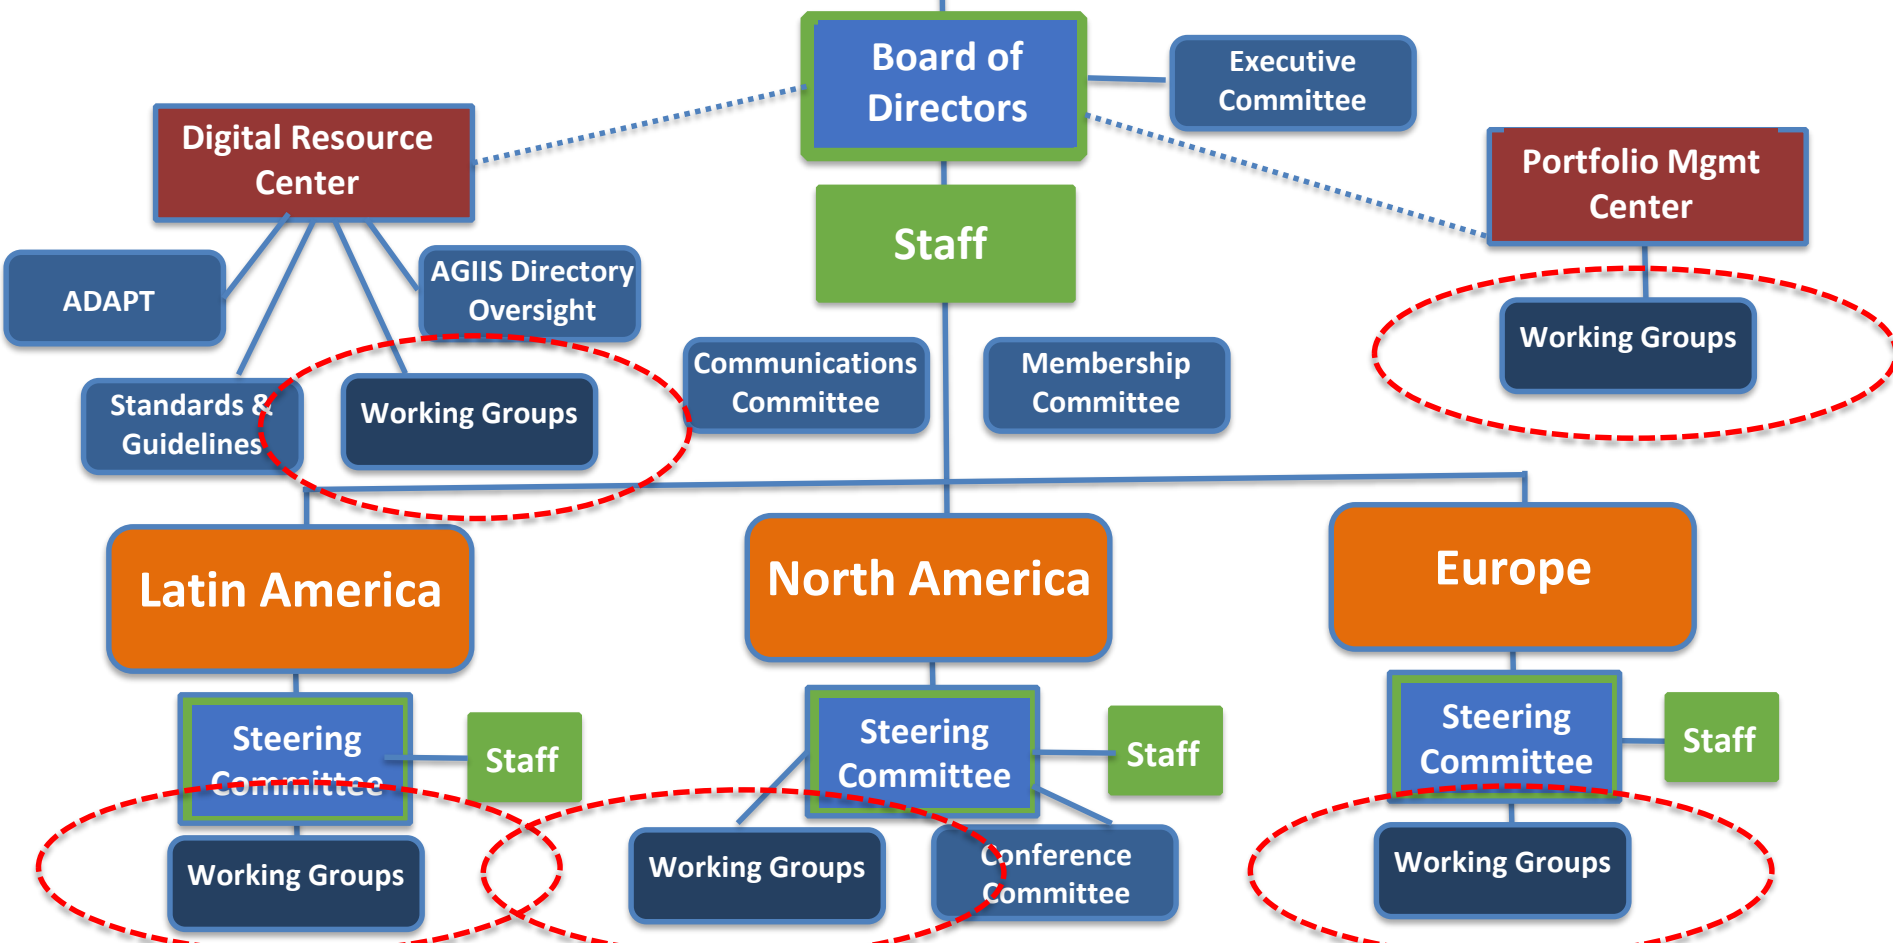 Board of
Directors
Executive
Committee
Digital Resource
Center
Portfolio Mgmt
Center
Staff
ADAPT
AGIIS Directory
Oversight
Working Groups
Communications
Committee
Membership
Committee
Standards &
Guidelines
Working Groups
Latin America
North America
Europe
Steering
Committee
Staff
Steering
Committee
Staff
Steering
Committee
Staff
Working Groups
Working Groups
Conference
Committee
Working Groups